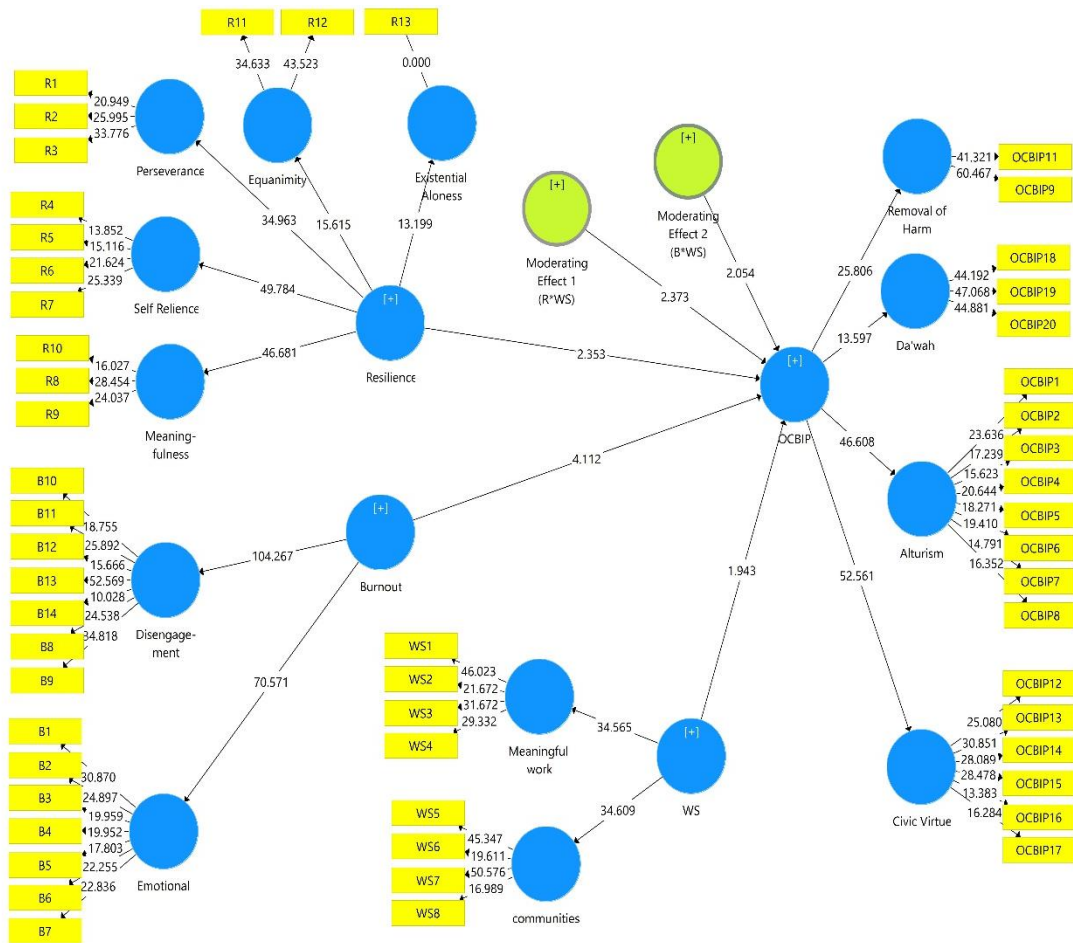 R11
R12
R13
34.633
43.523
0.000
R1
R2
R3
20.949
25.995
33.776
Perseverance
Equanimity
Existential
Aloness
34.963
15.615
13.199
R4
R5
R6
R7
13.852
15.116
21.624
25.339
Self Relience
49.784
R10
R8
R9
16.027
28.454
24.037
Meaning-
fulness
46.681
[+]
Resilience
2.353
[+]
Moderating
Effect 1
(R*WS)
2.373
[+]
Moderating
Effect 2
(B*WS)
2.054
[+]
OCBIP
25.806
Removal of
Harm
41.321
60.467
OCBIP11
OCBIP9
13.597
Da'wah
44.192
47.068
44.881
OCBIP18
OCBIP19
OCBIP20
46.608
Alturism
23.636
17.239
15.623
20.644
18.271
19.410
14.791
16.352
OCBIP1
OCBIP2
OCBIP3
OCBIP4
OCBIP5
OCBIP6
OCBIP7
OCBIP8
52.561
Civic Virtue
25.080
30.851
28.089
28.478
13.383
16.284
OCBIP12
OCBIP13
OCBIP14
OCBIP15
OCBIP16
OCBIP17
B10
B11
B12
B13
B14
B8
B9
18.755
25.892
15.666
52.569
10.028
24.538
34.818
Disengage-
ment
104.267
[+]
Burnout
4.112
70.571
B1
B2
B3
B4
B5
B6
B7
30.870
24.897
19.959
19.952
17.803
22.255
22.836
Emotional
WS1
WS2
WS3
WS4
46.023
21.672
31.672
29.332
Meaningful
work
34.565
[+]
WS
1.943
34.609
WS5
WS6
WS7
WS8
45.347
19.611
50.576
16.989
communities